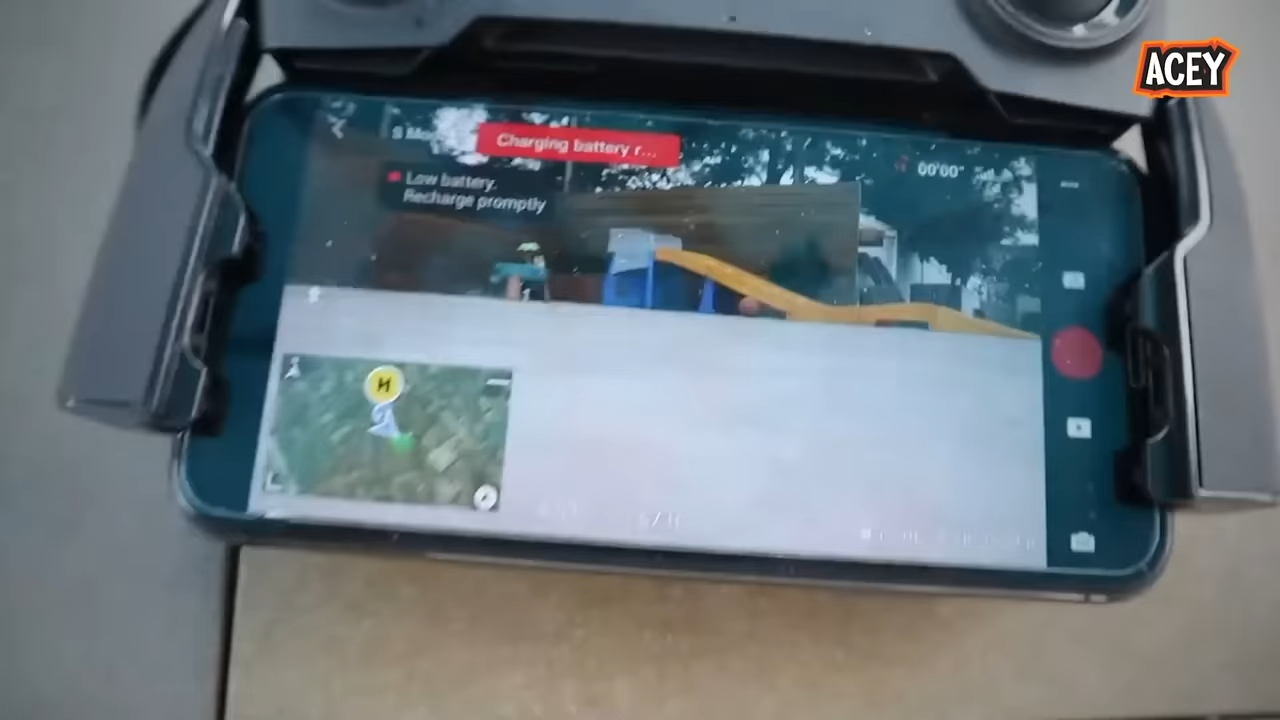 ACEY
Charging battery r...
Low battery.
Recharge promptly
00'00"
H